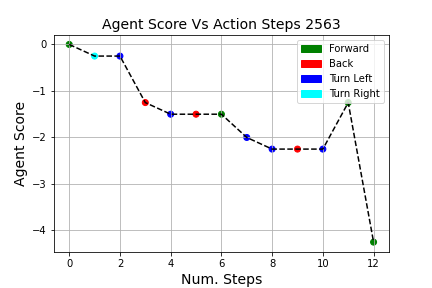 Agent Score Vs Action Steps 2563
Agent Score
0
−1
−2
−3
−4
Forward
Back
Turn Left
Turn Right
0 2 4 6 8 10 12
Num. Steps